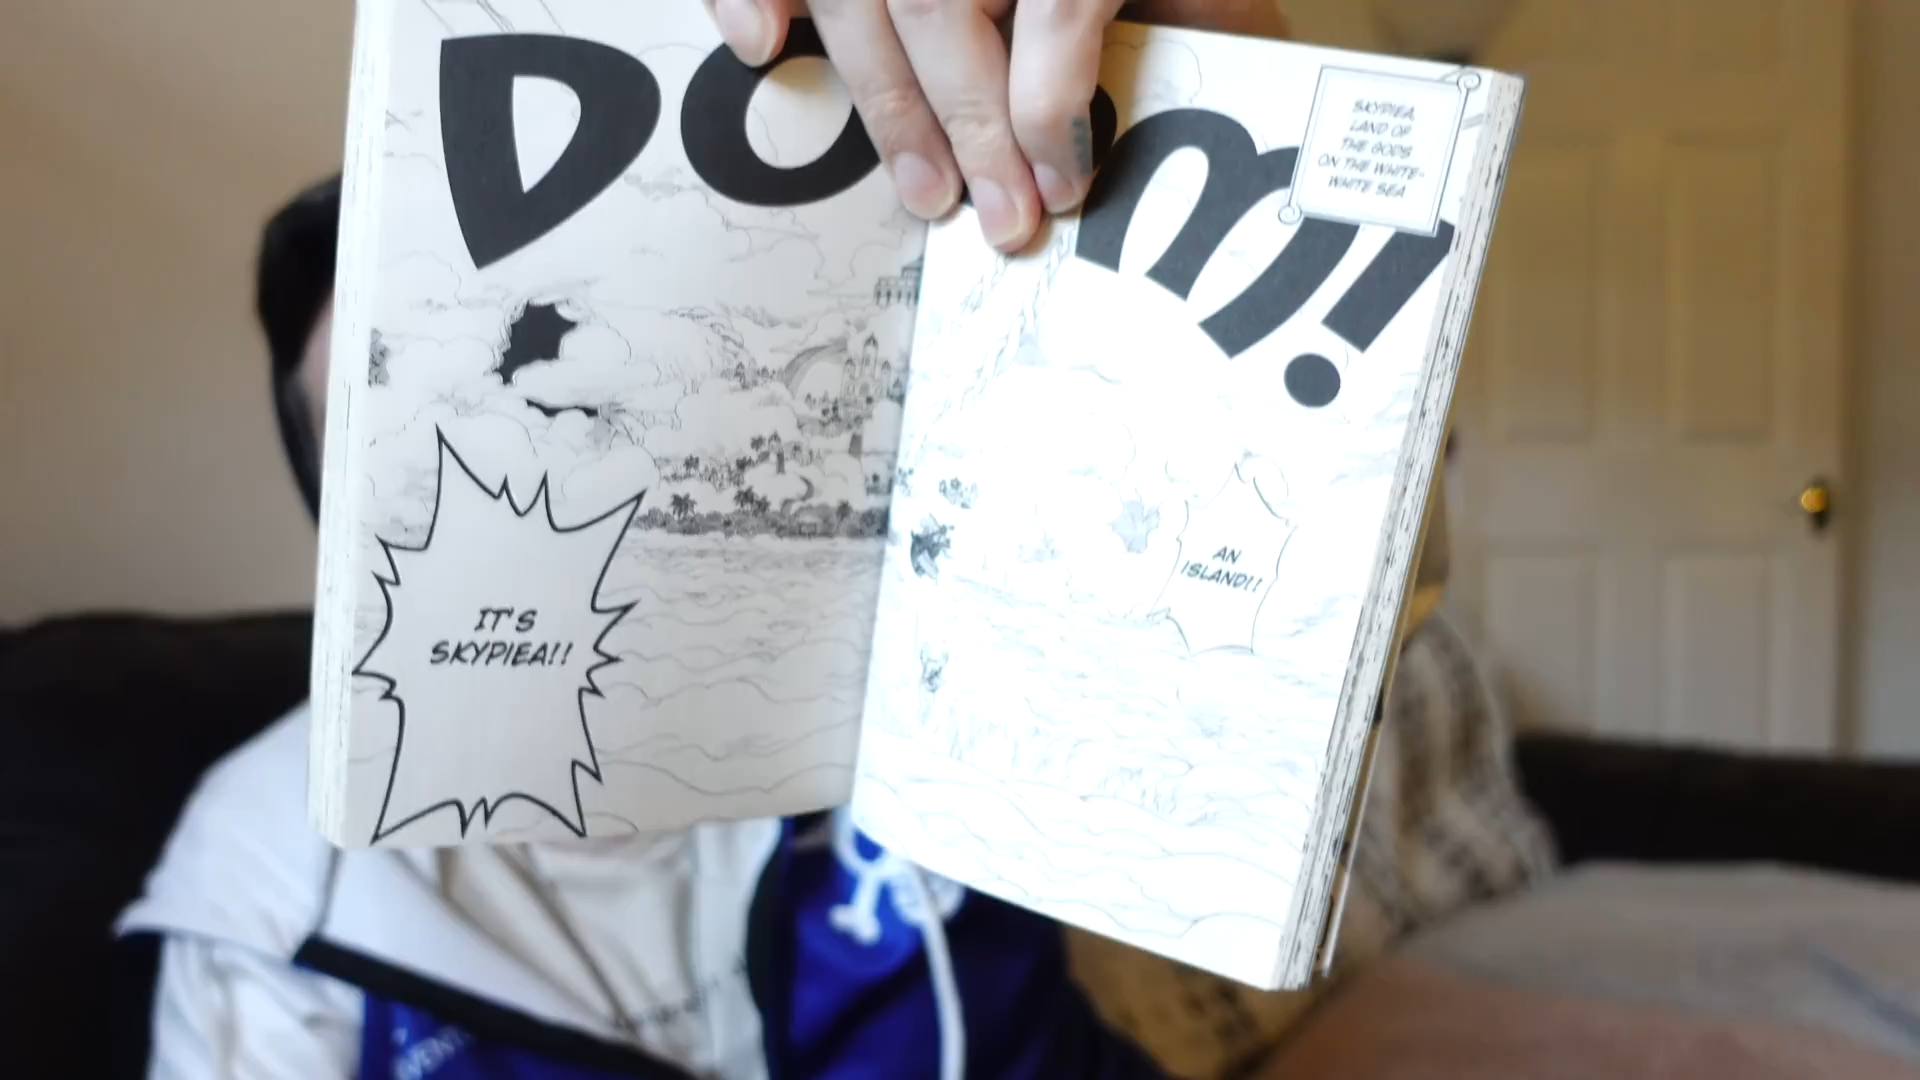 DOOM!
SKYPIEA,
LAND OF
THE GODS
ON THE WHITE-
WHITE SEA
IT'S
SKYPIEA!!
AN
ISLAND!!